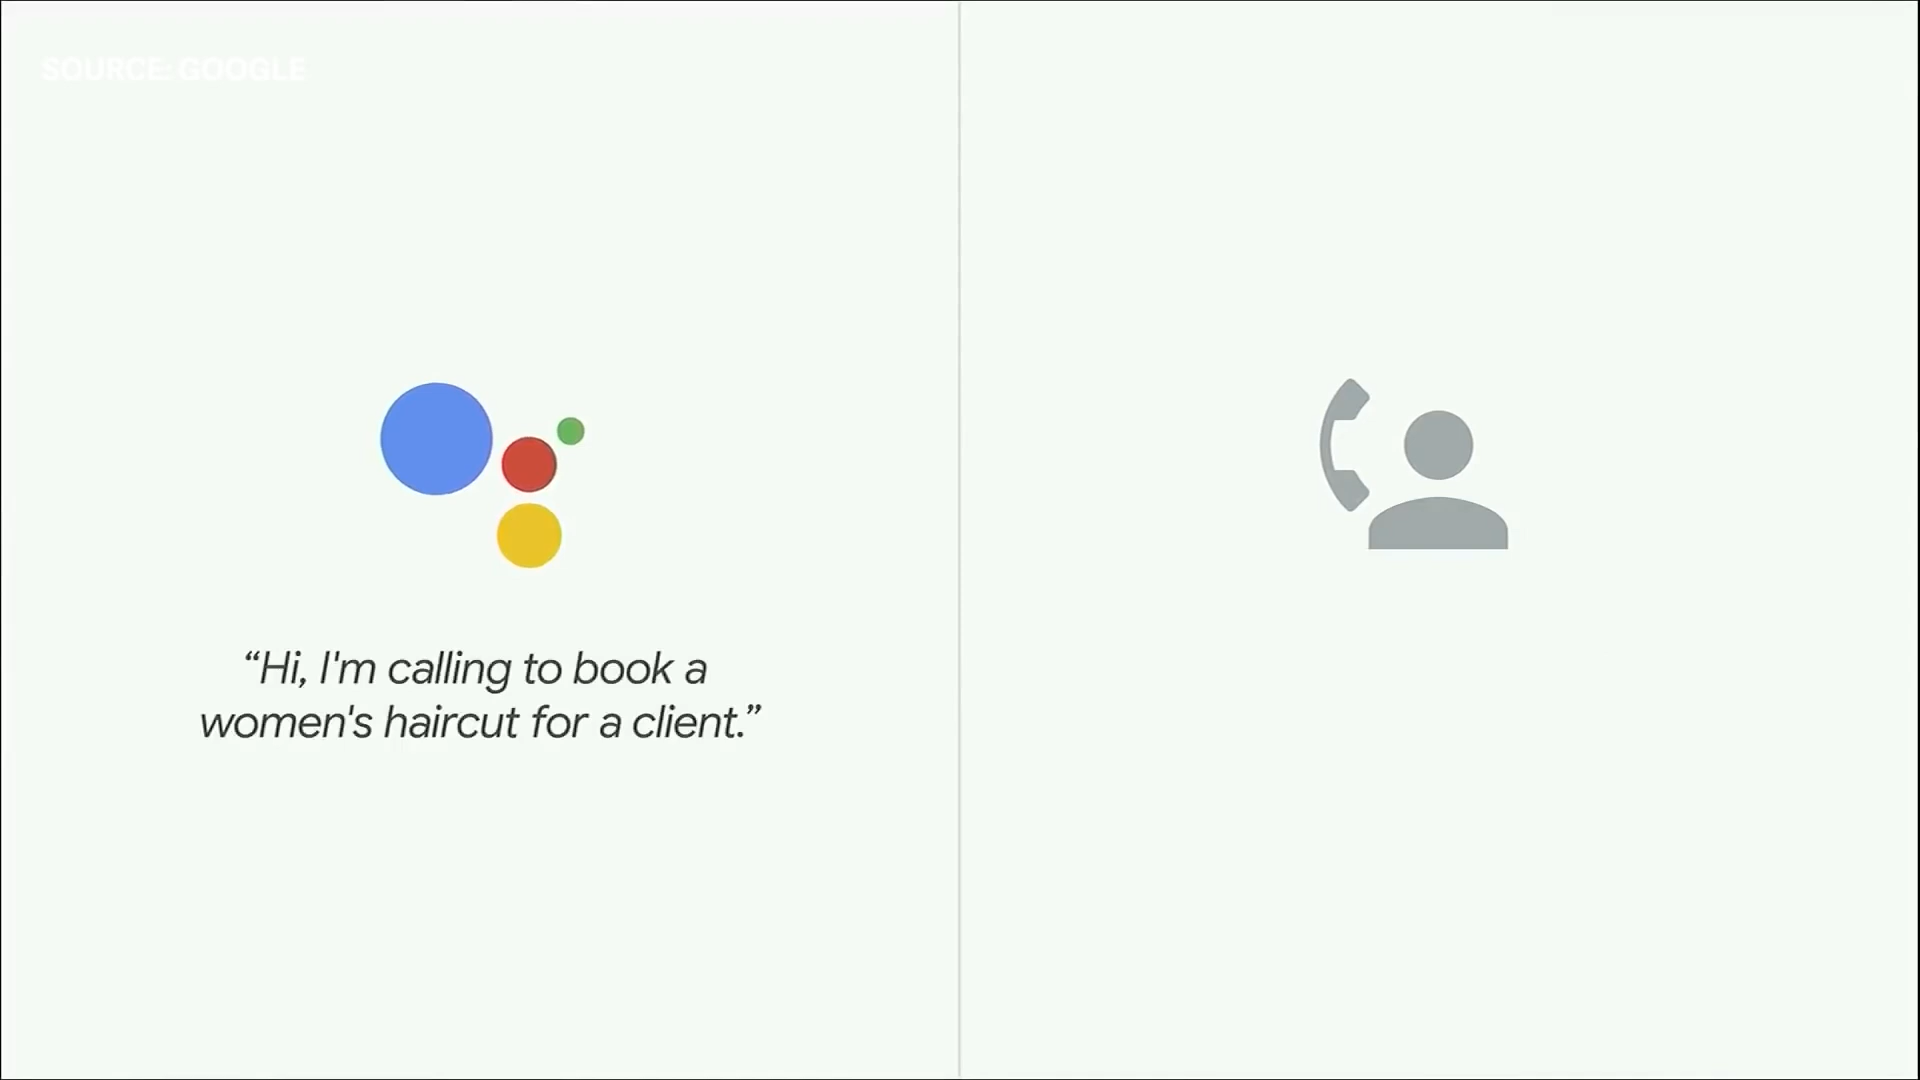 SOURCE: GOOGLE
“Hi, I'm calling to book a
women's haircut for a client.”